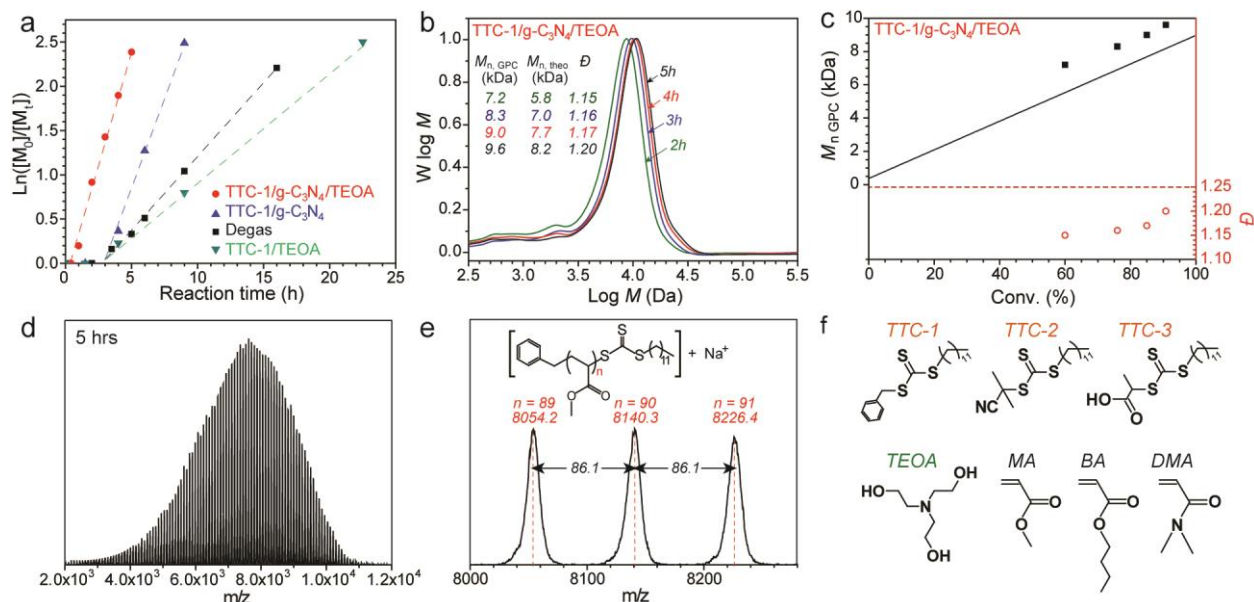 a
Ln([M₀]/[Mₜ])
2.5
2.0
1.5
1.0
0.5
0.0
TTC-1/g-C₃N₄/TEOA
TTC-1/g-C₃N₄
Degas
TTC-1/TEOA
0 5 10 15 20 25
Reaction time (h)
b
TTC-1/g-C₃N₄/TEOA
W log M
1.0
0.8
0.6
0.4
0.2
0.0
Mn, GPC Mn, theo Đ
(kDa) (kDa)
7.2 5.8 1.15
8.3 7.0 1.16
9.0 7.7 1.17
9.6 8.2 1.20
5h
4h
3h
2h
2.5 3.0 3.5 4.0 4.5 5.0 5.5
Log M (Da)
c
TTC-1/g-C₃N₄/TEOA
Mn GPC (kDa)
10
8
6
4
2
0
1.25
1.20
1.15
1.10
Đ
0 20 40 60 80 100
Conv. (%)
d
5 hrs
2.0x10³ 4.0x10³ 6.0x10³ 8.0x10³ 1.0x10⁴ 1.2x10⁴
m/z
e
S
S S 11 + Na⁺
n
O O
n = 89 n = 90 n = 91
8054.2 8140.3 8226.4
86.1 86.1
8000 8100 8200
m/z
f
TTC-1 TTC-2 TTC-3
S S 11
S
S S 11
S
NC
S S 11
S
HO
O
TEOA MA BA DMA
OH
HO
N
OH
O
O
O
O
O
N